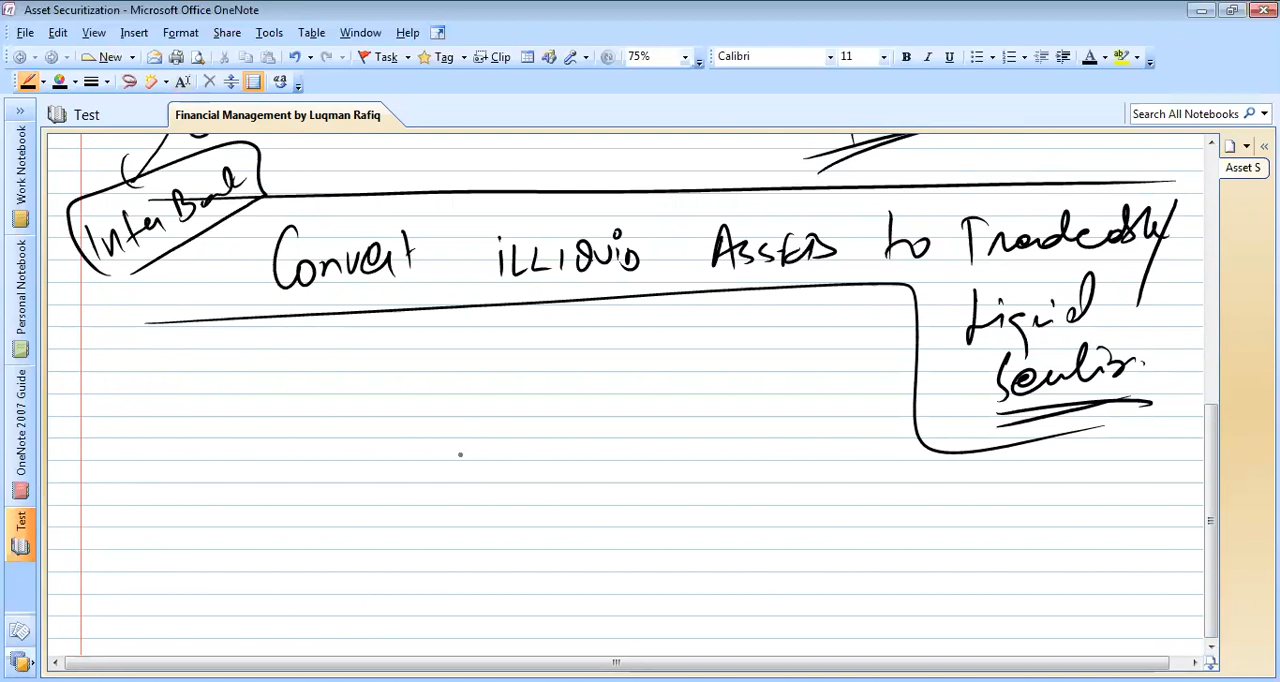 Asset Securitization - Microsoft Office OneNote
File Edit View Insert Format Share Tools Table Window Help
New Task Tag Clip 75% Calibri 11 B I U A ab
A
Test Financial Management by Luqman Rafiq Search All Notebooks
Asset S
Work Notebook
Personal Notebook
OneNote 2007 Guide
Test
Inter Bank
Convert ILLIQUID ASSETS to Tradeable/
Liquid